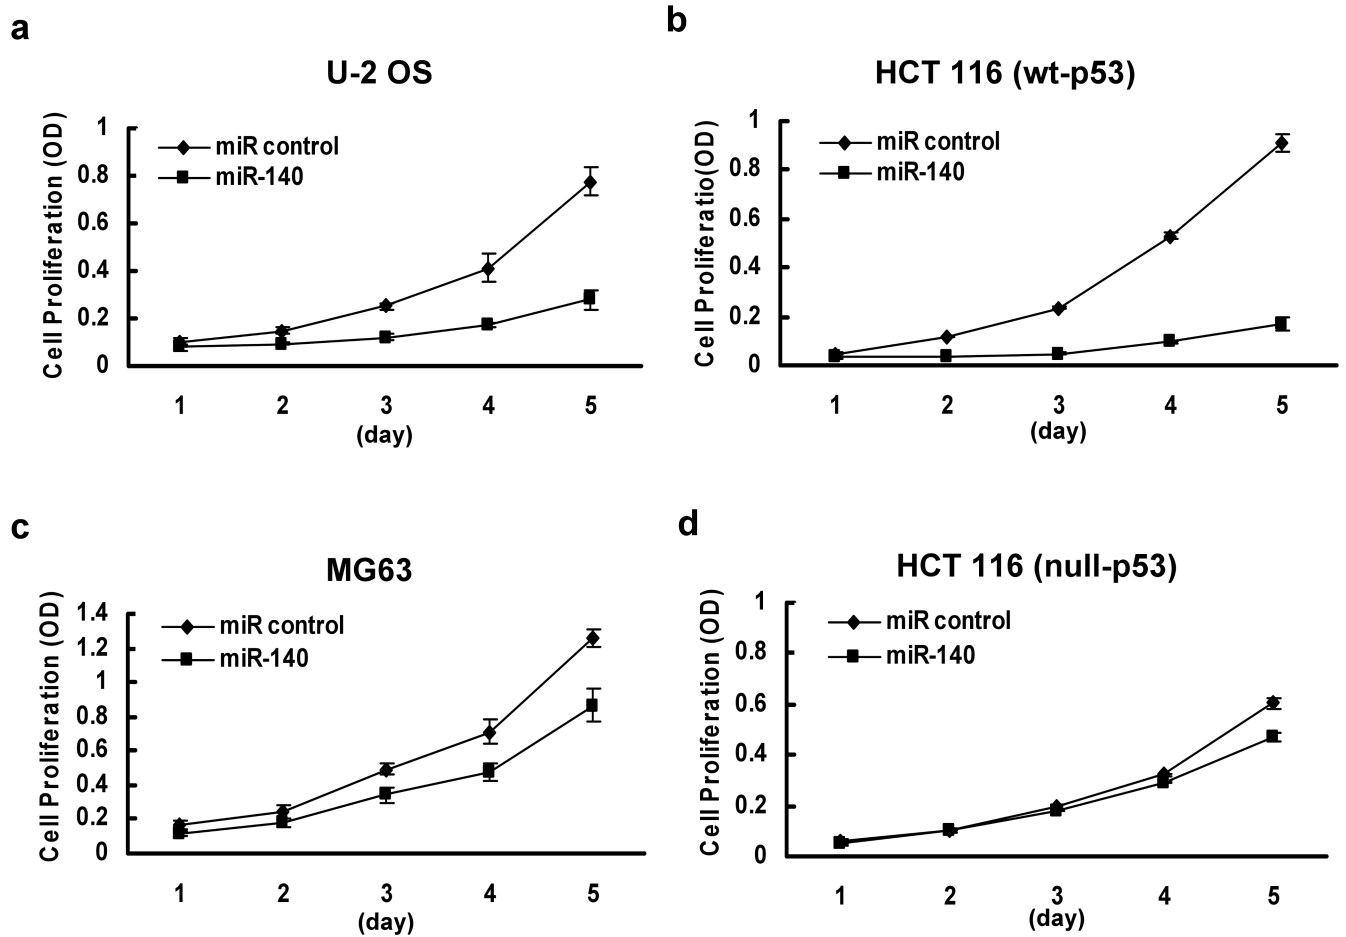 a
U-2 OS
Cell Proliferation (OD)
1
0.8
0.6
0.4
0.2
0
miR control
miR-140
1 2 3 4 5
(day)
b
HCT 116 (wt-p53)
Cell Proliferatio(OD)
1
0.8
0.6
0.4
0.2
0
miR control
miR-140
1 2 3 4 5
(day)
c
MG63
Cell Proliferation (OD)
1.4
1.2
1
0.8
0.6
0.4
0.2
0
miR control
miR-140
1 2 3 4 5
(day)
d
HCT 116 (null-p53)
Cell Proliferation (OD)
1
0.8
0.6
0.4
0.2
0
miR control
miR-140
1 2 3 4 5
(day)